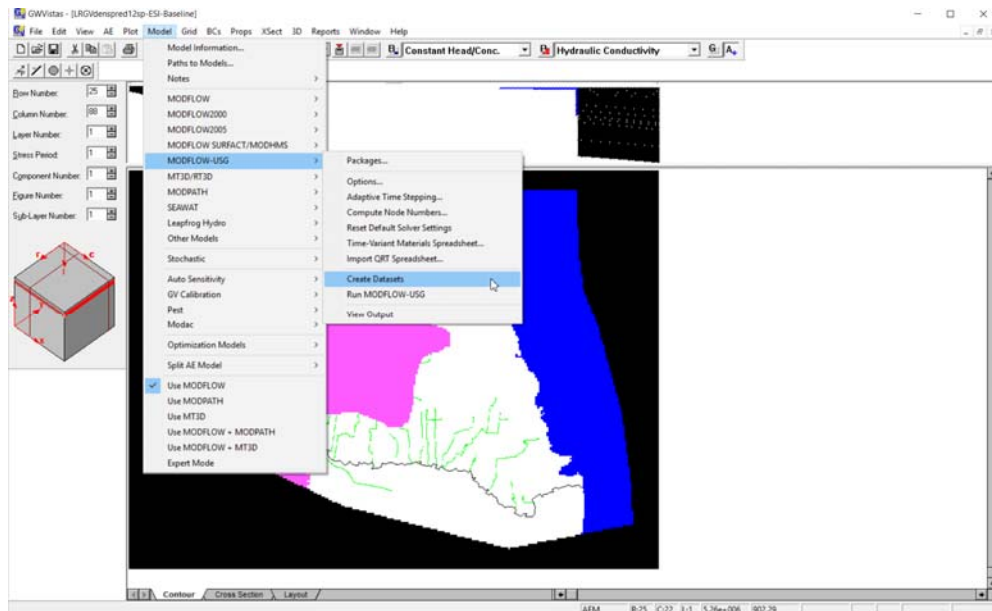 GWVistas - [LRGVdenspred12sp-ESI-Baseline]
File Edit View AE Plot Model Grid BCs Props XSect 3D Reports Window Help
Constant Head/Conc.
Hydraulic Conductivity
G:
A
Row Number: 25
Column Number: 88
Layer Number: 1
Stress Period: 1
Component Number: 1
Figure Number: 1
Sub-Layer Number: 1
r
c
Model Information...
Paths to Models...
Notes
MODFLOW
MODFLOW2000
MODFLOW2005
MODFLOW SURFACT/MODHMS
MODFLOW-USG
MT3D/RT3D
MODPATH
SEAWAT
Leapfrog Hydro
Other Models
Stochastic
Auto Sensitivity
GV Calibration
Pest
Modac
Optimization Models
Split AE Model
Use MODFLOW
Use MODPATH
Use MT3D
Use MODFLOW + MODPATH
Use MODFLOW + MT3D
Expert Mode
Packages...
Options...
Adaptive Time Stepping...
Compute Node Numbers...
Reset Default Solver Settings
Time-Variant Materials Spreadsheet...
Import QRT Spreadsheet...
Create Datasets
Run MODFLOW-USG
View Output
Contour Cross Section Layout
AEM R:25 C:22 L:1 5.26e+006 902.29